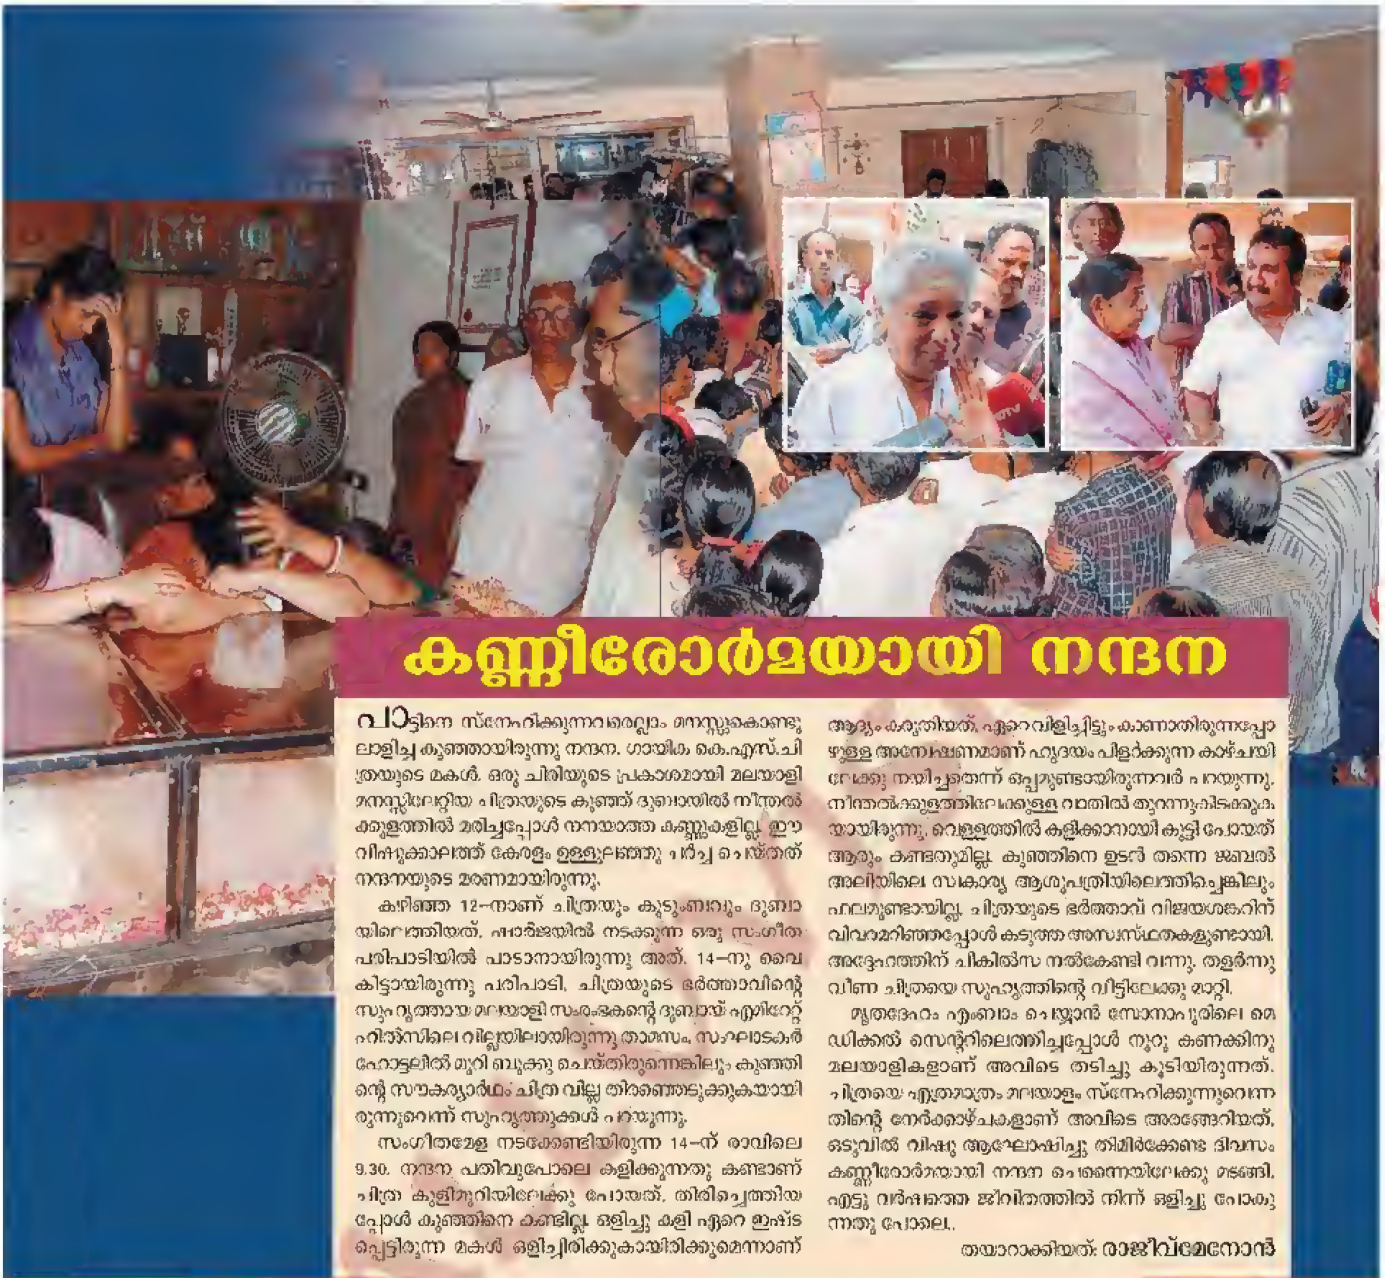 കണ്ണീരോർമയായി നന്ദന
പാട്ടിനെ സ്നേഹിക്കുന്നവരെല്ലാം മനസ്സുകൊണ്ടു
ലാളിച്ച കുഞ്ഞായിരുന്നു നന്ദന. ഗായിക കെ.എസ്.ചി
ത്രയുടെ മകൾ. ഒരു ചിരിയുടെ പ്രകാശമായി മലയാളി
മനസ്സിലേറ്റിയ ചിത്രയുടെ കുഞ്ഞ് ദുബായിൽ നീന്തൽ
ക്കുളത്തിൽ മരിച്ചപ്പോൾ നനയാത്ത കണ്ണുകളില്ല. ഈ
വിഷുക്കാലത്ത് കേരളം ഉള്ളുലഞ്ഞു ചർച്ച ചെയ്തത്
നന്ദനയുടെ മരണമായിരുന്നു.
കഴിഞ്ഞ 12-നാണ് ചിത്രയും കുടുംബവും ദുബാ
യിലെത്തിയത്. ഷാർജയിൽ നടക്കുന്ന ഒരു സംഗീത
പരിപാടിയിൽ പാടാനായിരുന്നു അത്. 14-നു വൈ
കിട്ടായിരുന്നു പരിപാടി. ചിത്രയുടെ ഭർത്താവിന്റെ
സുഹൃത്തായ മലയാളി സംരംഭകന്റെ ദുബായ് എമിറേറ്റ്
ഹിൽസിലെ വില്ലയിലായിരുന്നു താമസം. സംഘാടകർ
ഹോട്ടലിൽ മുറി ബുക്കു ചെയ്തിരുന്നെങ്കിലും കുഞ്ഞി
ന്റെ സൗകര്യാർഥം ചിത്ര വില്ല തിരഞ്ഞെടുക്കുകയായി
രുന്നുവെന്ന് സുഹൃത്തുക്കൾ പറയുന്നു.
സംഗീതമേള നടക്കേണ്ടിയിരുന്ന 14-ന് രാവിലെ
9.30. നന്ദന പതിവുപോലെ കളിക്കുന്നതു കണ്ടാണ്
ചിത്ര കുളിമുറിയിലേക്കു പോയത്. തിരിച്ചെത്തിയ
പ്പോൾ കുഞ്ഞിനെ കണ്ടില്ല. ഒളിച്ചു കളി ഏറെ ഇഷ്ട
പ്പെട്ടിരുന്ന മകൾ ഒളിച്ചിരിക്കുകായിരിക്കുമെന്നാണ്
ആദ്യം കരുതിയത്. ഏറെ വിളിച്ചിട്ടും കാണാതിരുന്നപ്പോ
ഴുള്ള അന്വേഷണമാണ് ഹൃദയം പിളർക്കുന്ന കാഴ്ചയി
ലേക്കു നയിച്ചതെന്ന് ഒപ്പമുണ്ടായിരുന്നവർ പറയുന്നു.
നീന്തൽക്കുളത്തിലേക്കുള്ള വാതിൽ തുറന്നുകിടക്കുക
യായിരുന്നു. വെള്ളത്തിൽ കളിക്കാനായി കുട്ടി പോയത്
ആരും കണ്ടതുമില്ല. കുഞ്ഞിനെ ഉടൻ തന്നെ ജബൽ
അലിയിലെ സ്വകാര്യ ആശുപത്രിയിലെത്തിച്ചെങ്കിലും
ഫലമുണ്ടായില്ല. ചിത്രയുടെ ഭർത്താവ് വിജയശങ്കറിന്
വിവരമറിഞ്ഞപ്പോൾ കടുത്ത അസ്വസ്ഥതകളുണ്ടായി.
അദ്ദേഹത്തിന് ചികിൽസ നൽകേണ്ടി വന്നു. തളർന്നു
വീണ ചിത്രയെ സുഹൃത്തിന്റെ വീട്ടിലേക്കു മാറ്റി.
മൃതദേഹം എംബാം ചെയ്യാൻ സോനാപൂരിലെ മെ
ഡിക്കൽ സെന്ററിലെത്തിച്ചപ്പോൾ നൂറു കണക്കിനു
മലയാളികളാണ് അവിടെ തടിച്ചു കൂടിയിരുന്നത്.
ചിത്രയെ എത്രമാത്രം മലയാളം സ്നേഹിക്കുന്നുവെന്ന
തിന്റെ നേർക്കാഴ്ചകളാണ് അവിടെ അരങ്ങേറിയത്.
ഒടുവിൽ വിഷു ആഘോഷിച്ചു തിമിർക്കേണ്ട ദിവസം
കണ്ണീരോർമയായി നന്ദന ചെന്നൈയിലേക്കു മടങ്ങി.
എട്ടു വർഷത്തെ ജീവിതത്തിൽ നിന്ന് ഒളിച്ചു പോകു
ന്നതു പോലെ..
തയാറാക്കിയത്: രാജീവ്മേനോൻ